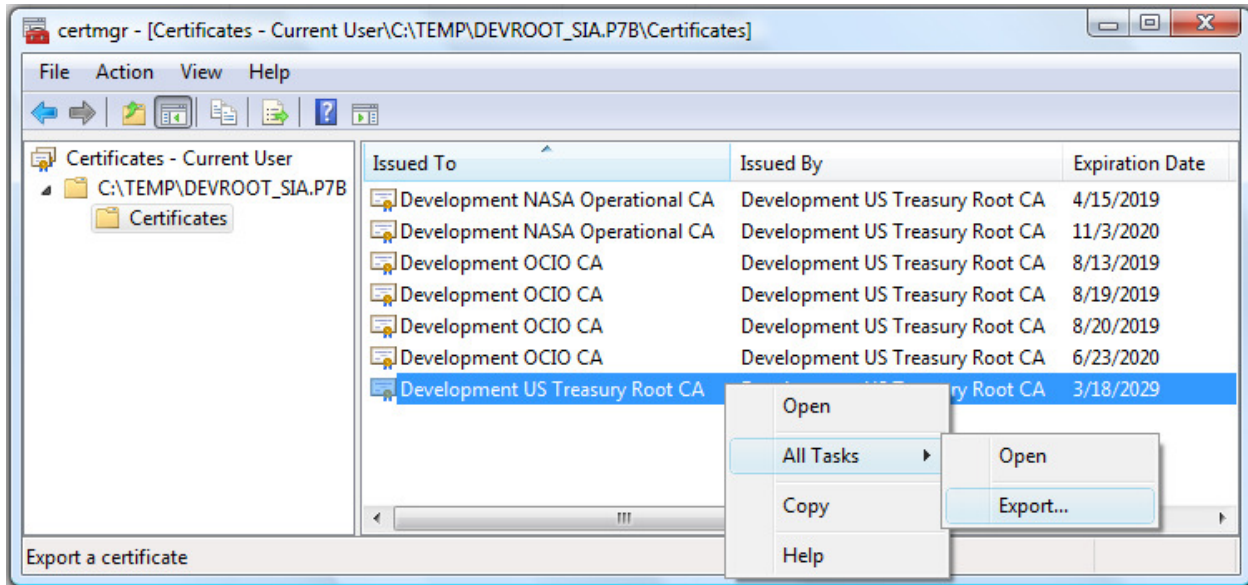 certmgr - [Certificates - Current User\C:\TEMP\DEVROOT_SIA.P7B\Certificates]
File Action View Help
Certificates - Current User
C:\TEMP\DEVROOT_SIA.P7B
Certificates
Issued To Issued By Expiration Date
Development NASA Operational CA Development US Treasury Root CA 4/15/2019
Development NASA Operational CA Development US Treasury Root CA 11/3/2020
Development OCIO CA Development US Treasury Root CA 8/13/2019
Development OCIO CA Development US Treasury Root CA 8/19/2019
Development OCIO CA Development US Treasury Root CA 8/20/2019
Development OCIO CA Development US Treasury Root CA 6/23/2020
Development US Treasury Root CA ry Root CA 3/18/2029
Open
All Tasks
Copy
Help
Open
Export...
Export a certificate